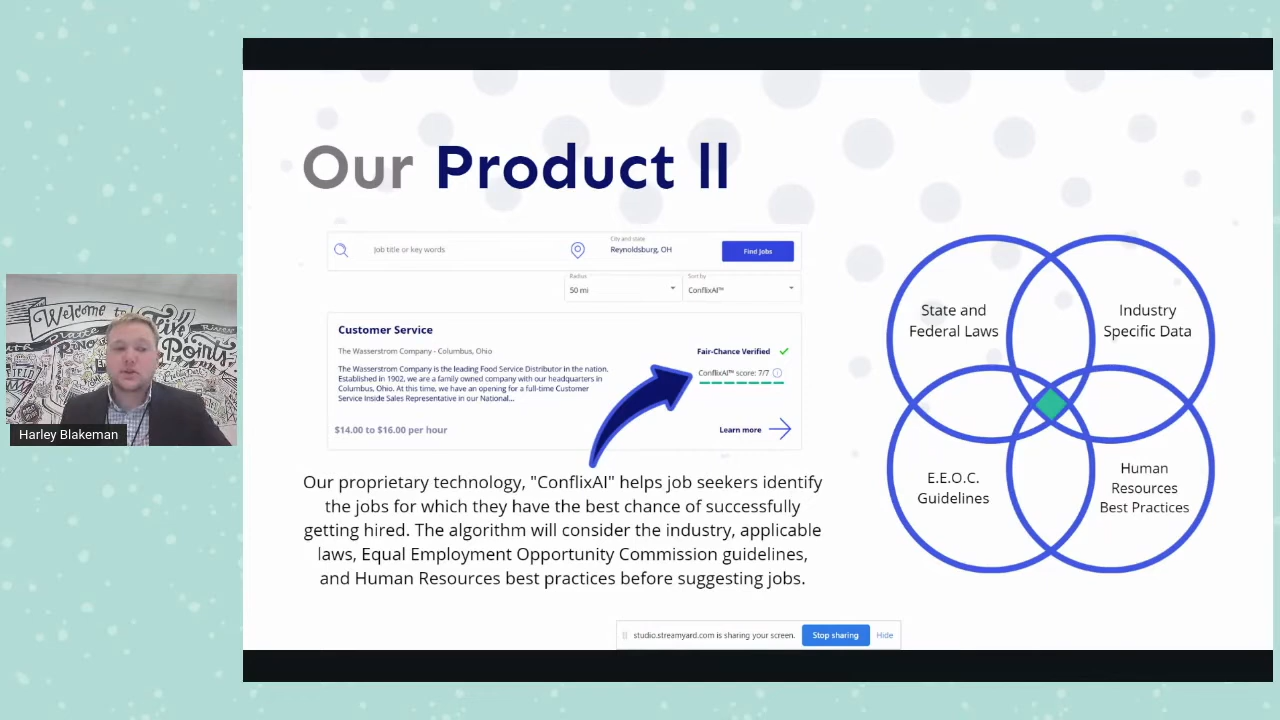 Our Product ll
Job title or key words
City and state
Reynoldsburg, OH
Find Jobs
Radius
50 mi
Sort by
ConflixAI™
Customer Service
The Wasserstrom Company - Columbus, Ohio
Fair-Chance Verified
ConflixAI™ score: 7/7
The Wasserstrom Company is the leading Food Service Distributor in the nation.
Established in 1902, we are a family owned company with our headquarters in
Columbus, Ohio. At this time, we have an opening for a full-time Customer
Service Inside Sales Representative in our National...
$14.00 to $16.00 per hour
Learn more
Our proprietary technology, "ConflixAI" helps job seekers identify
the jobs for which they have the best chance of successfully
getting hired. The algorithm will consider the industry, applicable
laws, Equal Employment Opportunity Commission guidelines,
and Human Resources best practices before suggesting jobs.
State and
Federal Laws
Industry
Specific Data
E.E.O.C.
Guidelines
Human
Resources
Best Practices
Welcome to
Five
Points
Harley Blakeman
studio.streamyard.com is sharing your screen.
Stop sharing
Hide